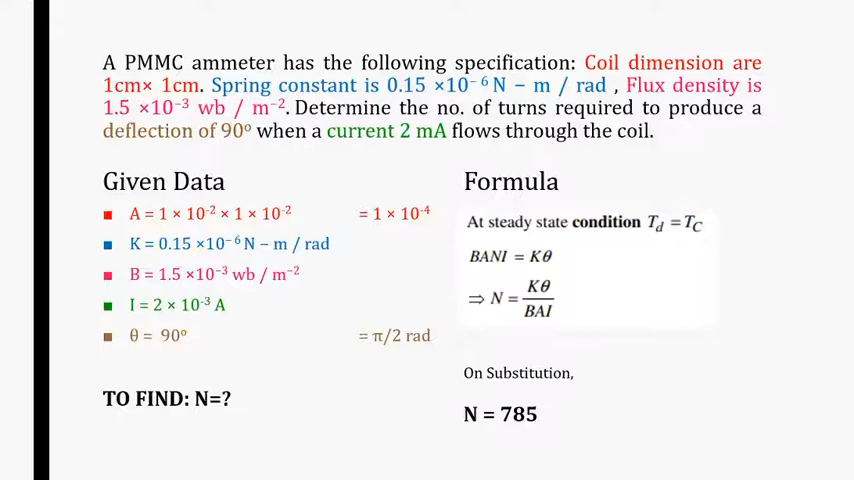 A PMMC ammeter has the following specification: Coil dimension are
1cm× 1cm. Spring constant is 0.15 ×10⁻⁶ N − m / rad , Flux density is
1.5 ×10⁻³ wb / m⁻². Determine the no. of turns required to produce a
deflection of 90ᵒ when a current 2 mA flows through the coil.
Given Data
■ A = 1 × 10⁻² × 1 × 10⁻² = 1 × 10⁻⁴
■ K = 0.15 ×10⁻⁶ N − m / rad
■ B = 1.5 ×10⁻³ wb / m⁻²
■ I = 2 × 10⁻³ A
■ θ = 90ᵒ = π/2 rad
TO FIND: N=?
Formula
At steady state condition T_d = T_C
BANI = Kθ
⇒ N = Kθ / BAI
On Substitution,
N = 785